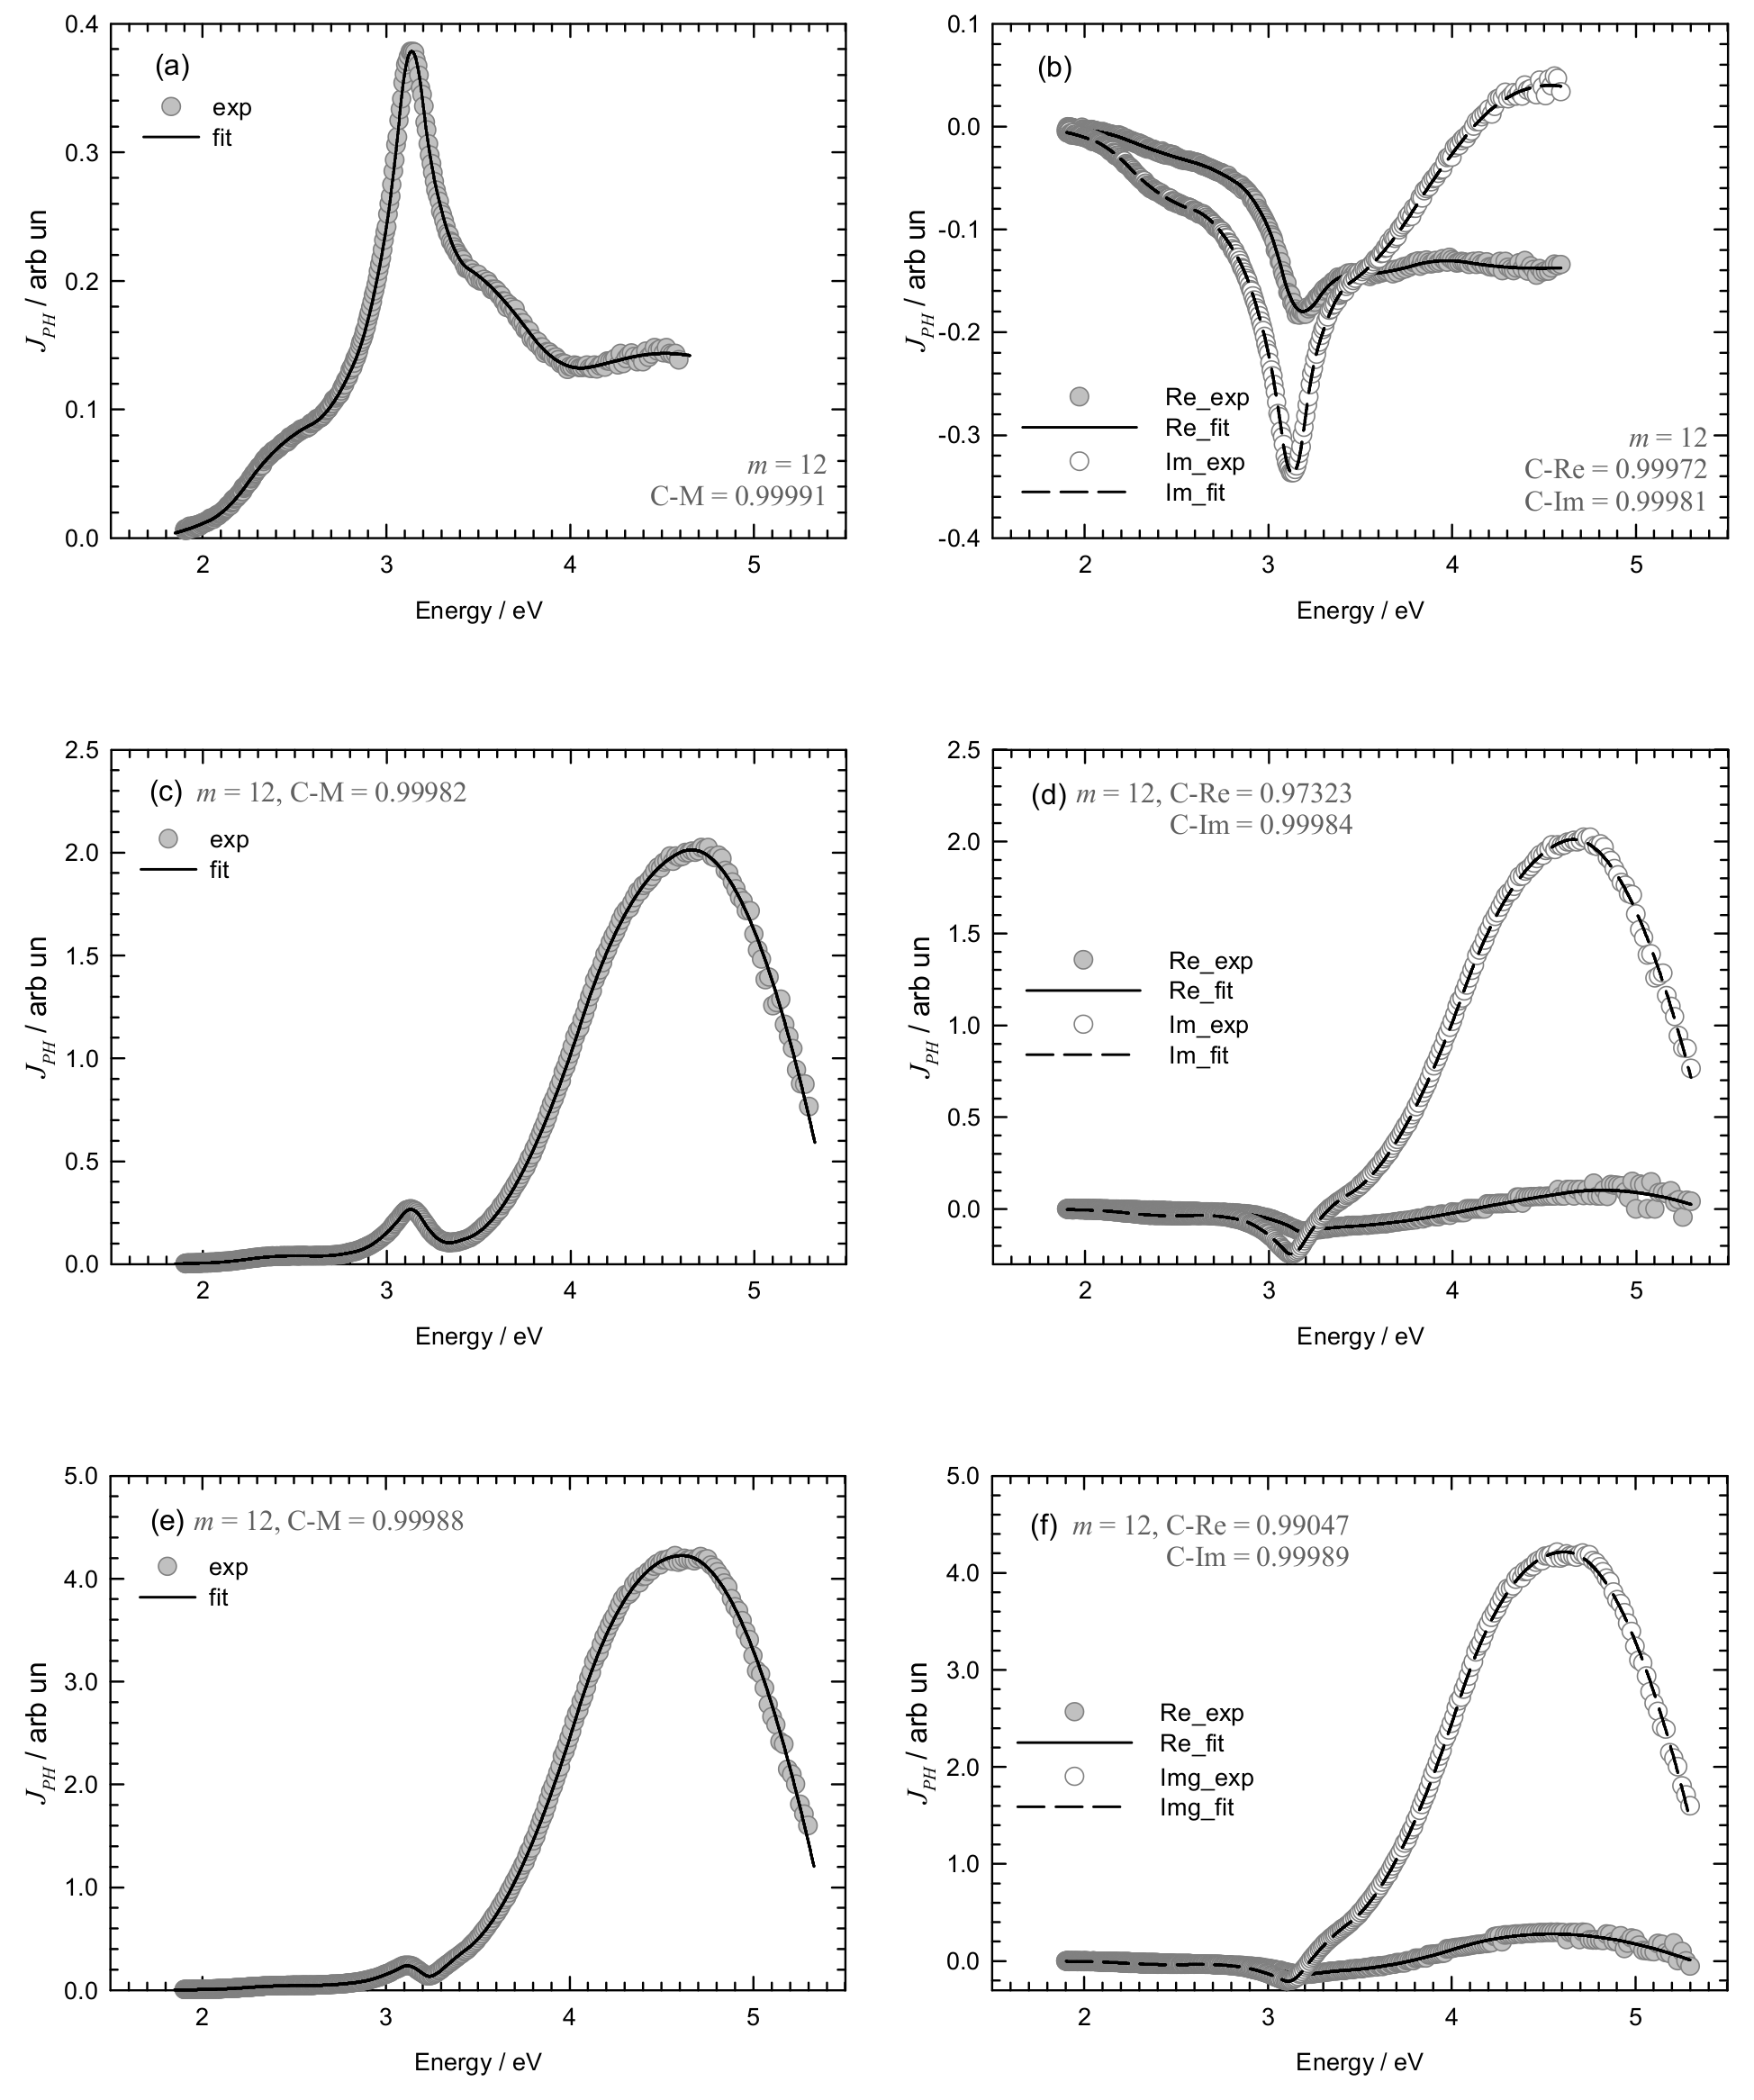 (a)
exp
fit
m = 12
C-M = 0.99991
0.4
0.3
0.2
0.1
0.0
2
3
4
5
J_PH / arb un
Energy / eV
(b)
Re_exp
Re_fit
Im_exp
Im_fit
m = 12
C-Re = 0.99972
C-Im = 0.99981
0.1
0.0
-0.1
-0.2
-0.3
-0.4
2
3
4
5
J_PH / arb un
Energy / eV
(c) m = 12, C-M = 0.99982
exp
fit
2.5
2.0
1.5
1.0
0.5
0.0
2
3
4
5
J_PH / arb un
Energy / eV
(d) m = 12, C-Re = 0.97323
C-Im = 0.99984
Re_exp
Re_fit
Im_exp
Im_fit
2.5
2.0
1.5
1.0
0.5
0.0
2
3
4
5
J_PH / arb un
Energy / eV
(e) m = 12, C-M = 0.99988
exp
fit
5.0
4.0
3.0
2.0
1.0
0.0
2
3
4
5
J_PH / arb un
Energy / eV
(f) m = 12, C-Re = 0.99047
C-Im = 0.99989
Re_exp
Re_fit
Img_exp
Img_fit
5.0
4.0
3.0
2.0
1.0
0.0
2
3
4
5
J_PH / arb un
Energy / eV